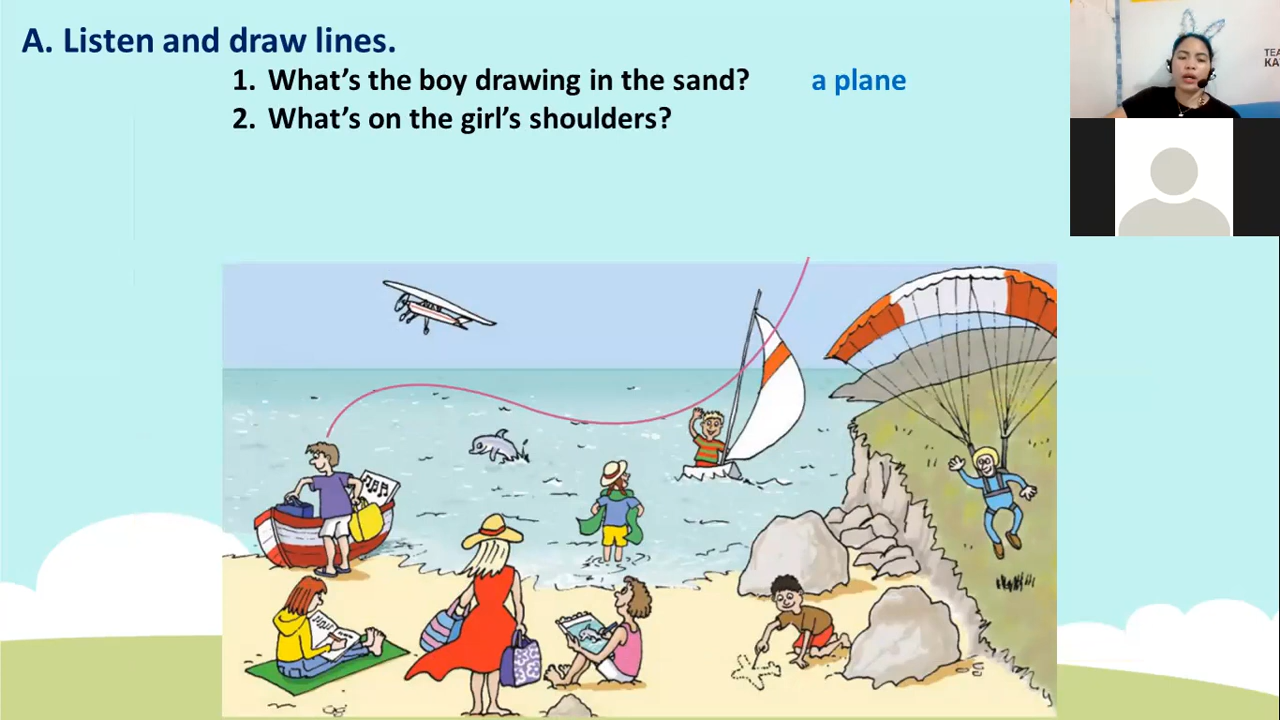 A. Listen and draw lines.
1. What's the boy drawing in the sand? a plane
2. What's on the girl's shoulders?